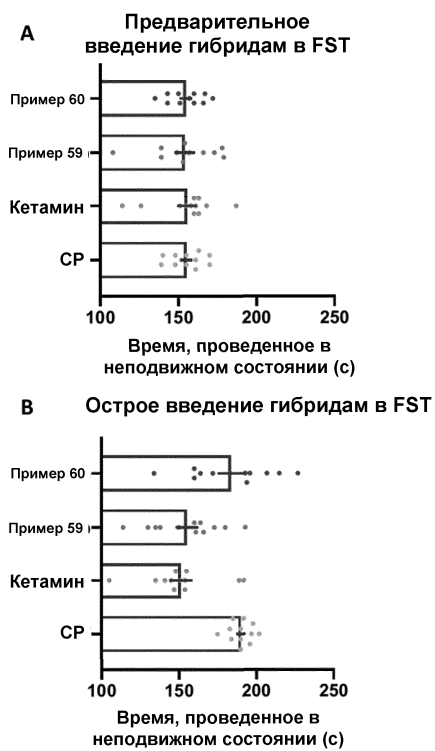 A
Предварительное
введение гибридам в FST
Пример 60
Пример 59 )
Кетамин
СР
100
150
200
250
Время, проведенное в
неподвижном состоянии (с)
B
Острое введение гибридам в FST
Пример 60
Пример 59 )
Кетамин
СР
100
150
200
250
Время, проведенное в
неподвижном состоянии (с)